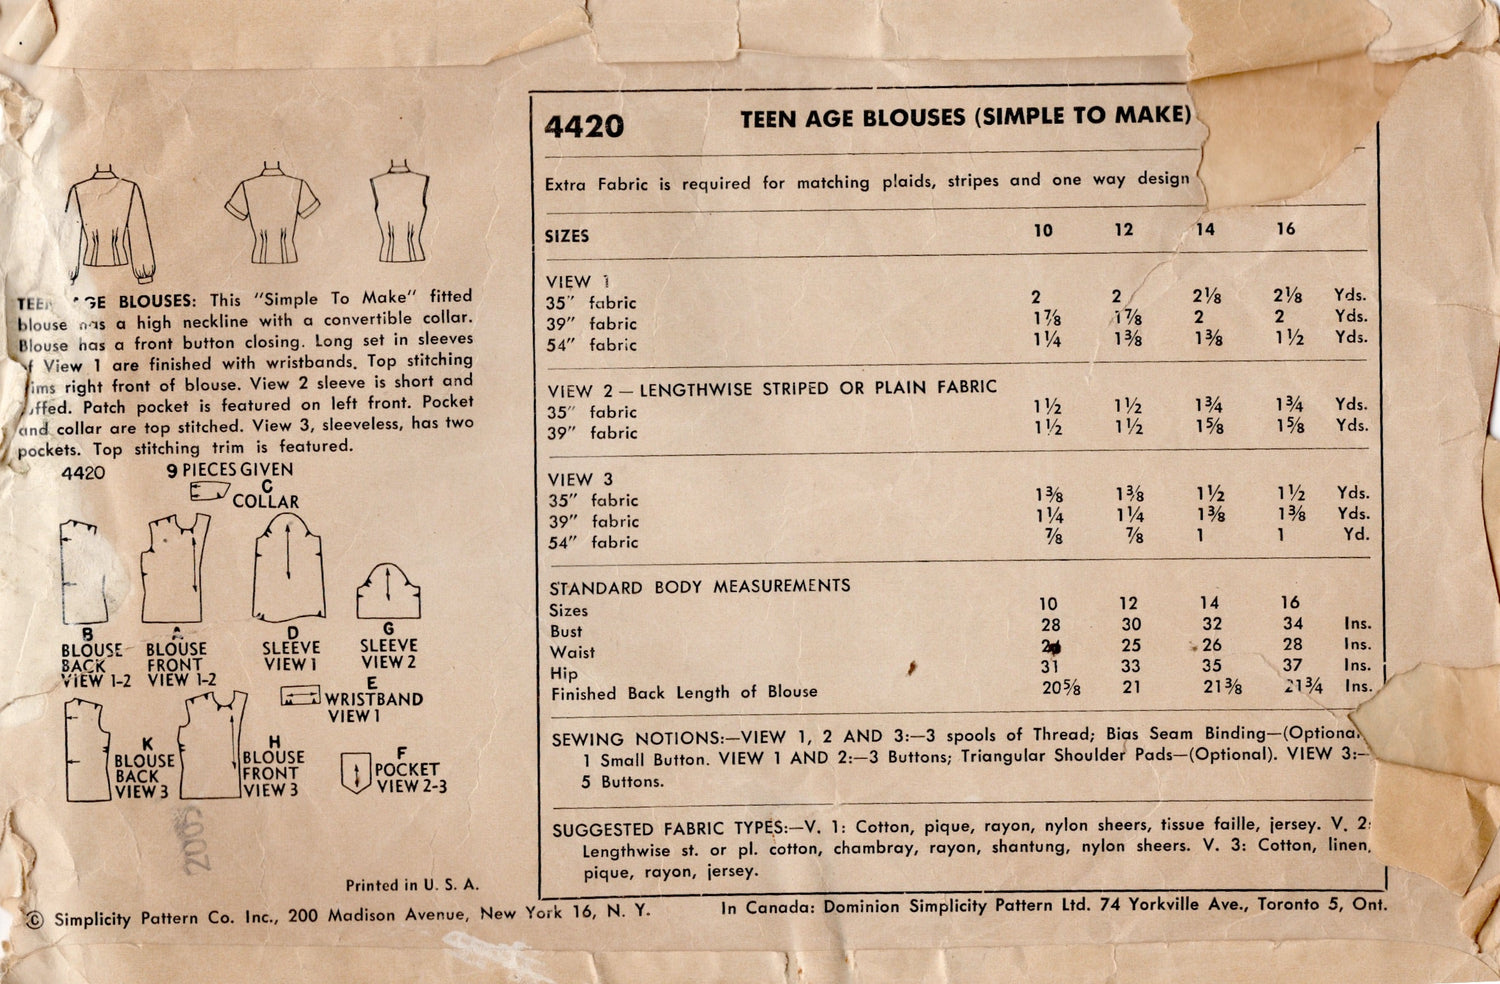 TEEN AGE BLOUSES: This "Simple To Make" fitted
blouse has a high neckline with a convertible collar.
Blouse has a front button closing. Long set in sleeves
of View 1 are finished with wristbands. Top stitching
right front of blouse. View 2 sleeve is short and
Patch pocket is featured on left front. Pocket
and collar are top stitched. View 3, sleeveless, has two
pockets. Top stitching trim is featured.
4420 9 PIECES GIVEN
C
COLLAR
B
BLOUSE
BACK
VIEW 1-2
A
BLOUSE
FRONT
VIEW 1-2
D
SLEEVE
VIEW 1
G
SLEEVE
VIEW 2
E
WRISTBAND
VIEW 1
K
BLOUSE
BACK
VIEW 3
H
BLOUSE
FRONT
VIEW 3
F
POCKET
VIEW 2-3
Printed in U. S. A.
4420 TEEN AGE BLOUSES (SIMPLE TO MAKE)
Extra Fabric is required for matching plaids, stripes and one way design
SIZES 10 12 14 16
VIEW 1
35" fabric 2 2 2⅛ 2⅛ Yds.
39" fabric 1⅞ 1⅞ 2 2 Yds.
54" fabric 1¼ 1⅜ 1⅜ 1½ Yds.
VIEW 2 — LENGTHWISE STRIPED OR PLAIN FABRIC
35" fabric 1½ 1½ 1¾ 1¾ Yds.
39" fabric 1½ 1½ 1⅝ 1⅝ Yds.
VIEW 3
35" fabric 1⅜ 1⅜ 1½ 1½ Yds.
39" fabric 1¼ 1¼ 1⅜ 1⅜ Yds.
54" fabric ⅞ ⅞ 1 1 Yd.
STANDARD BODY MEASUREMENTS
Sizes 10 12 14 16
Bust 28 30 32 34 Ins.
Waist 25 26 28 Ins.
Hip 31 33 35 37 Ins.
Finished Back Length of Blouse 20⅝ 21 21⅜ 21¾ Ins.
SEWING NOTIONS:—VIEW 1, 2 AND 3:—3 spools of Thread; Bias Seam Binding—(Optional
1 Small Button. VIEW 1 AND 2:—3 Buttons; Triangular Shoulder Pads—(Optional). VIEW 3:—
5 Buttons.
SUGGESTED FABRIC TYPES:—V. 1: Cotton, pique, rayon, nylon sheers, tissue faille, jersey. V. 2:
Lengthwise st. or pl. cotton, chambray, rayon, shantung, nylon sheers. V. 3: Cotton, linen,
pique, rayon, jersey.
© Simplicity Pattern Co. Inc., 200 Madison Avenue, New York 16, N. Y. In Canada: Dominion Simplicity Pattern Ltd. 74 Yorkville Ave., Toronto 5, Ont.